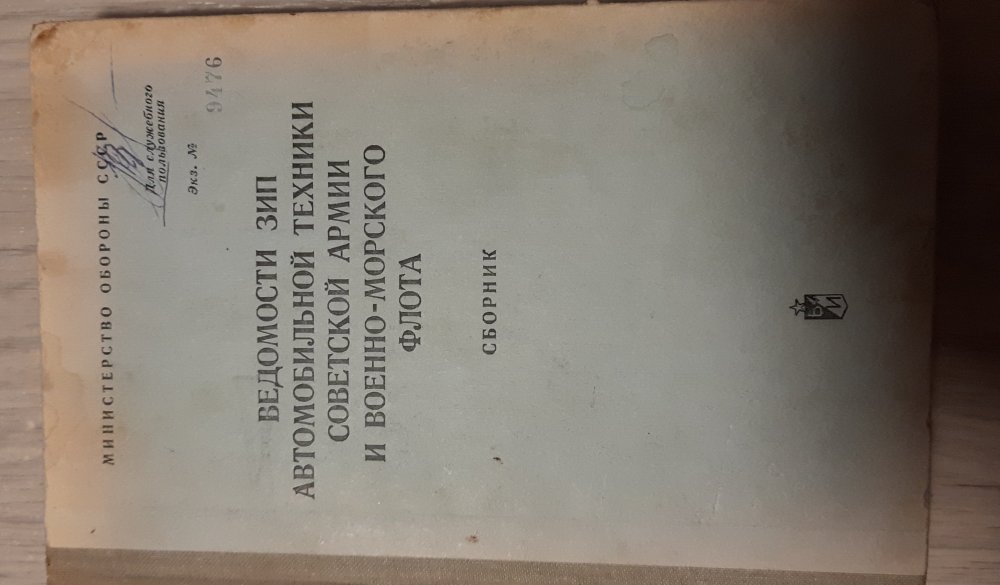 МИНИСТЕРСТВО ОБОРОНЫ СССР
Для служебного
пользования
Экз. №
9476
ВЕДОМОСТИ ЗИП
АВТОМОБИЛЬНОЙ ТЕХНИКИ
СОВЕТСКОЙ АРМИИ
И ВОЕННО-МОРСКОГО
ФЛОТА
СБОРНИК